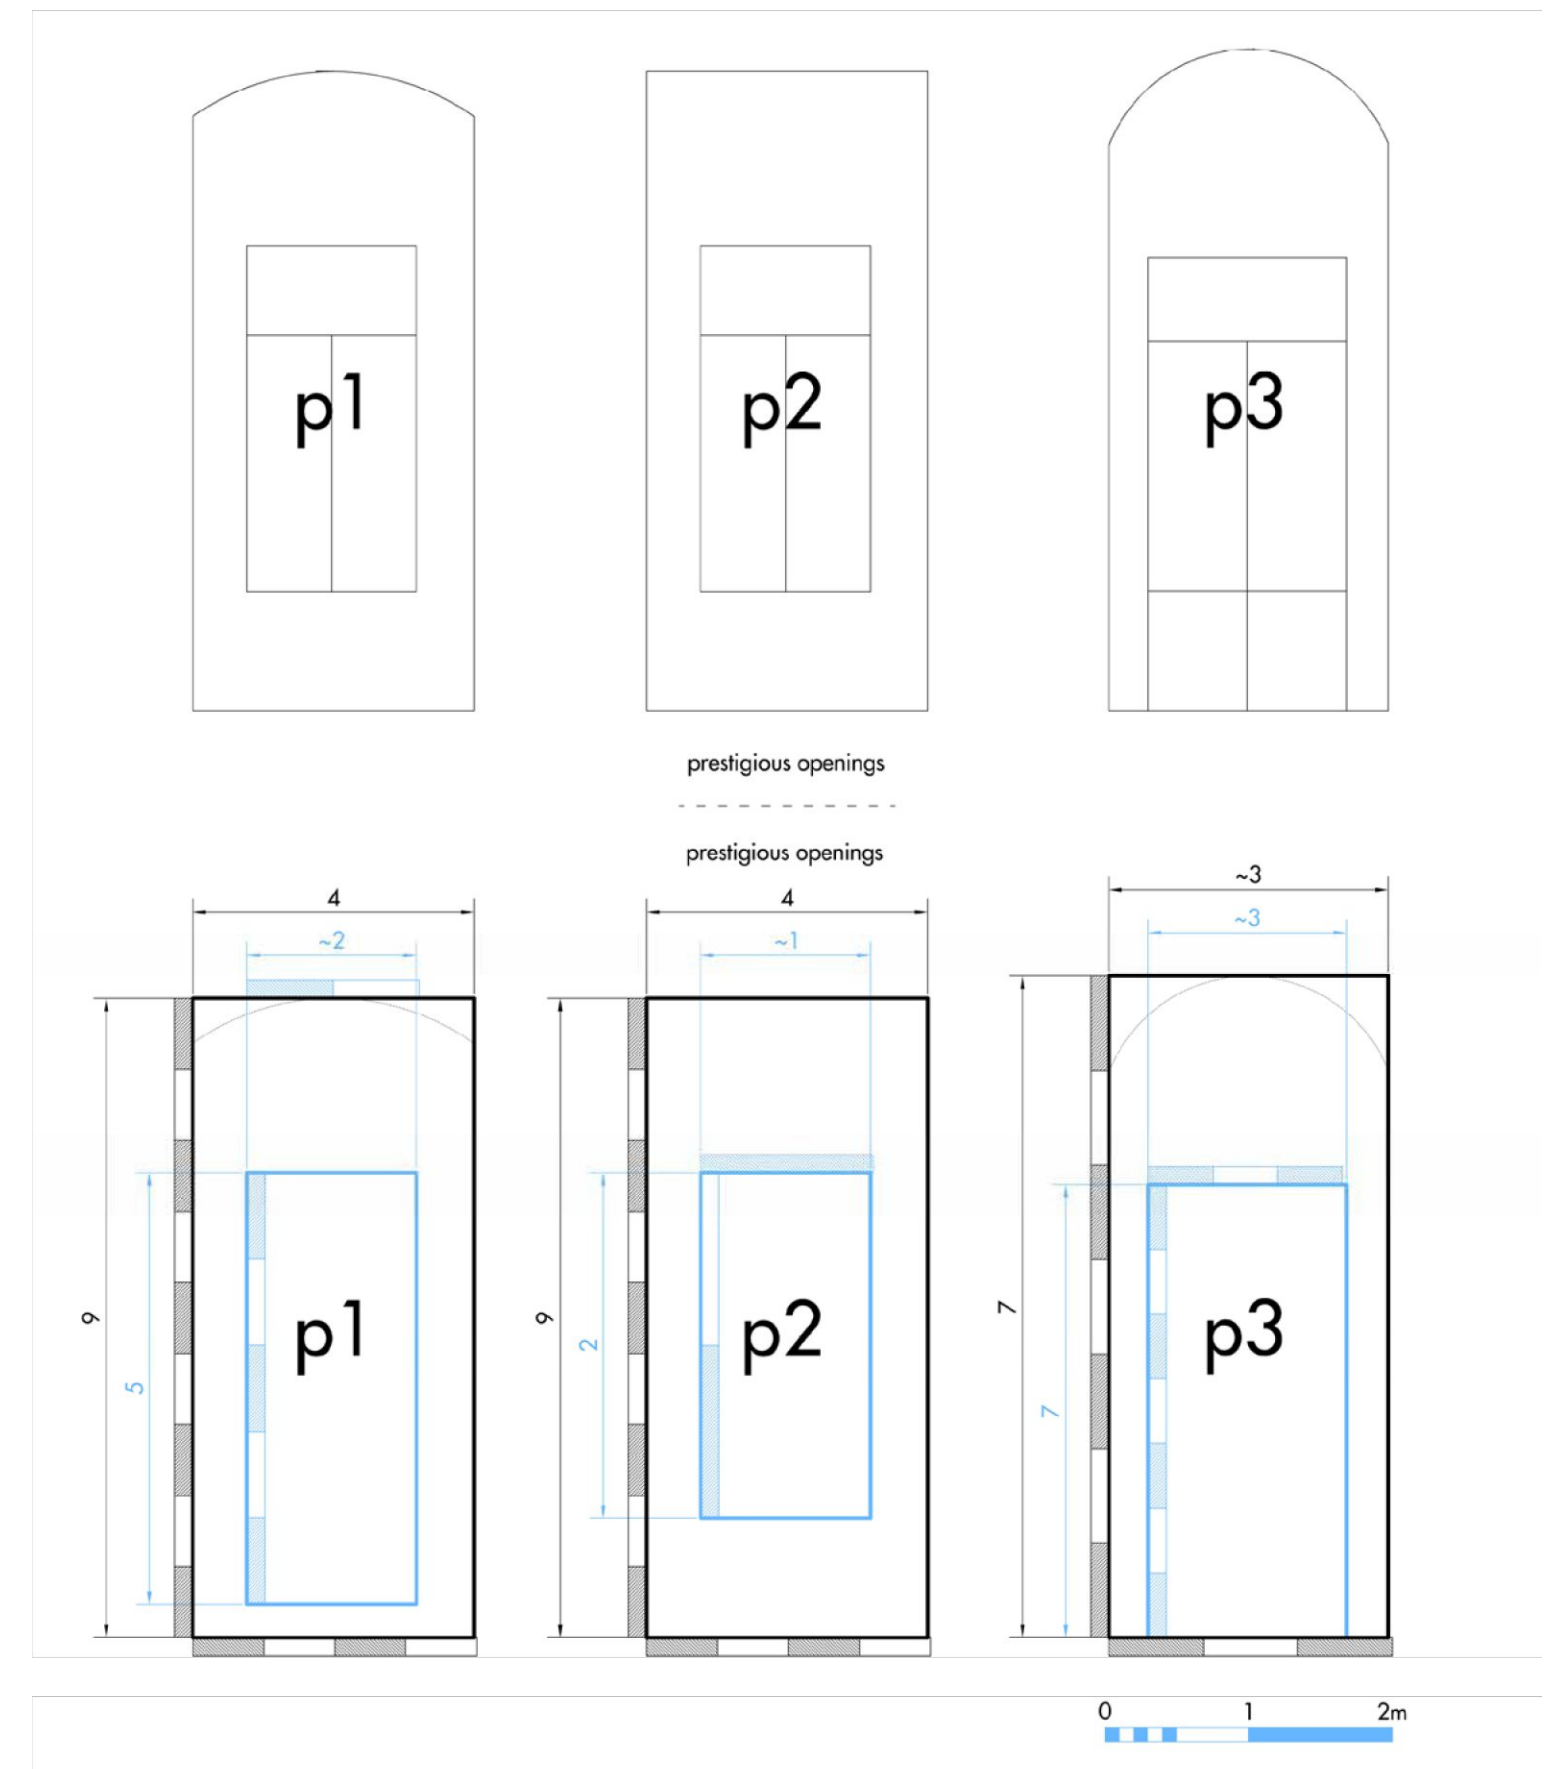 p1 p2 p3
prestigious openings
prestigious openings
4 4 ~3
~2 ~1 ~3
9 5 p1 9 2 p2 7 7 p3
0 1 2m